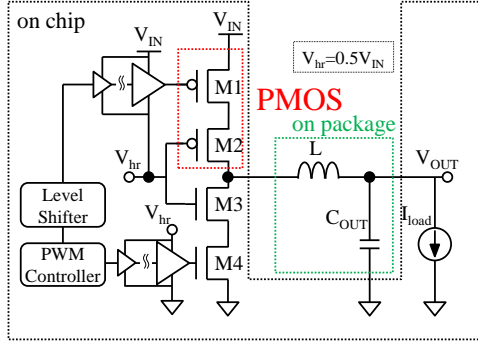 on chip
V_IN
V_IN
V_hr=0.5V_IN
M1
PMOS
on package
M2
V_hr
L
V_OUT
Level
Shifter
V_hr
M3
C_OUT
I_load
PWM
Controller
M4